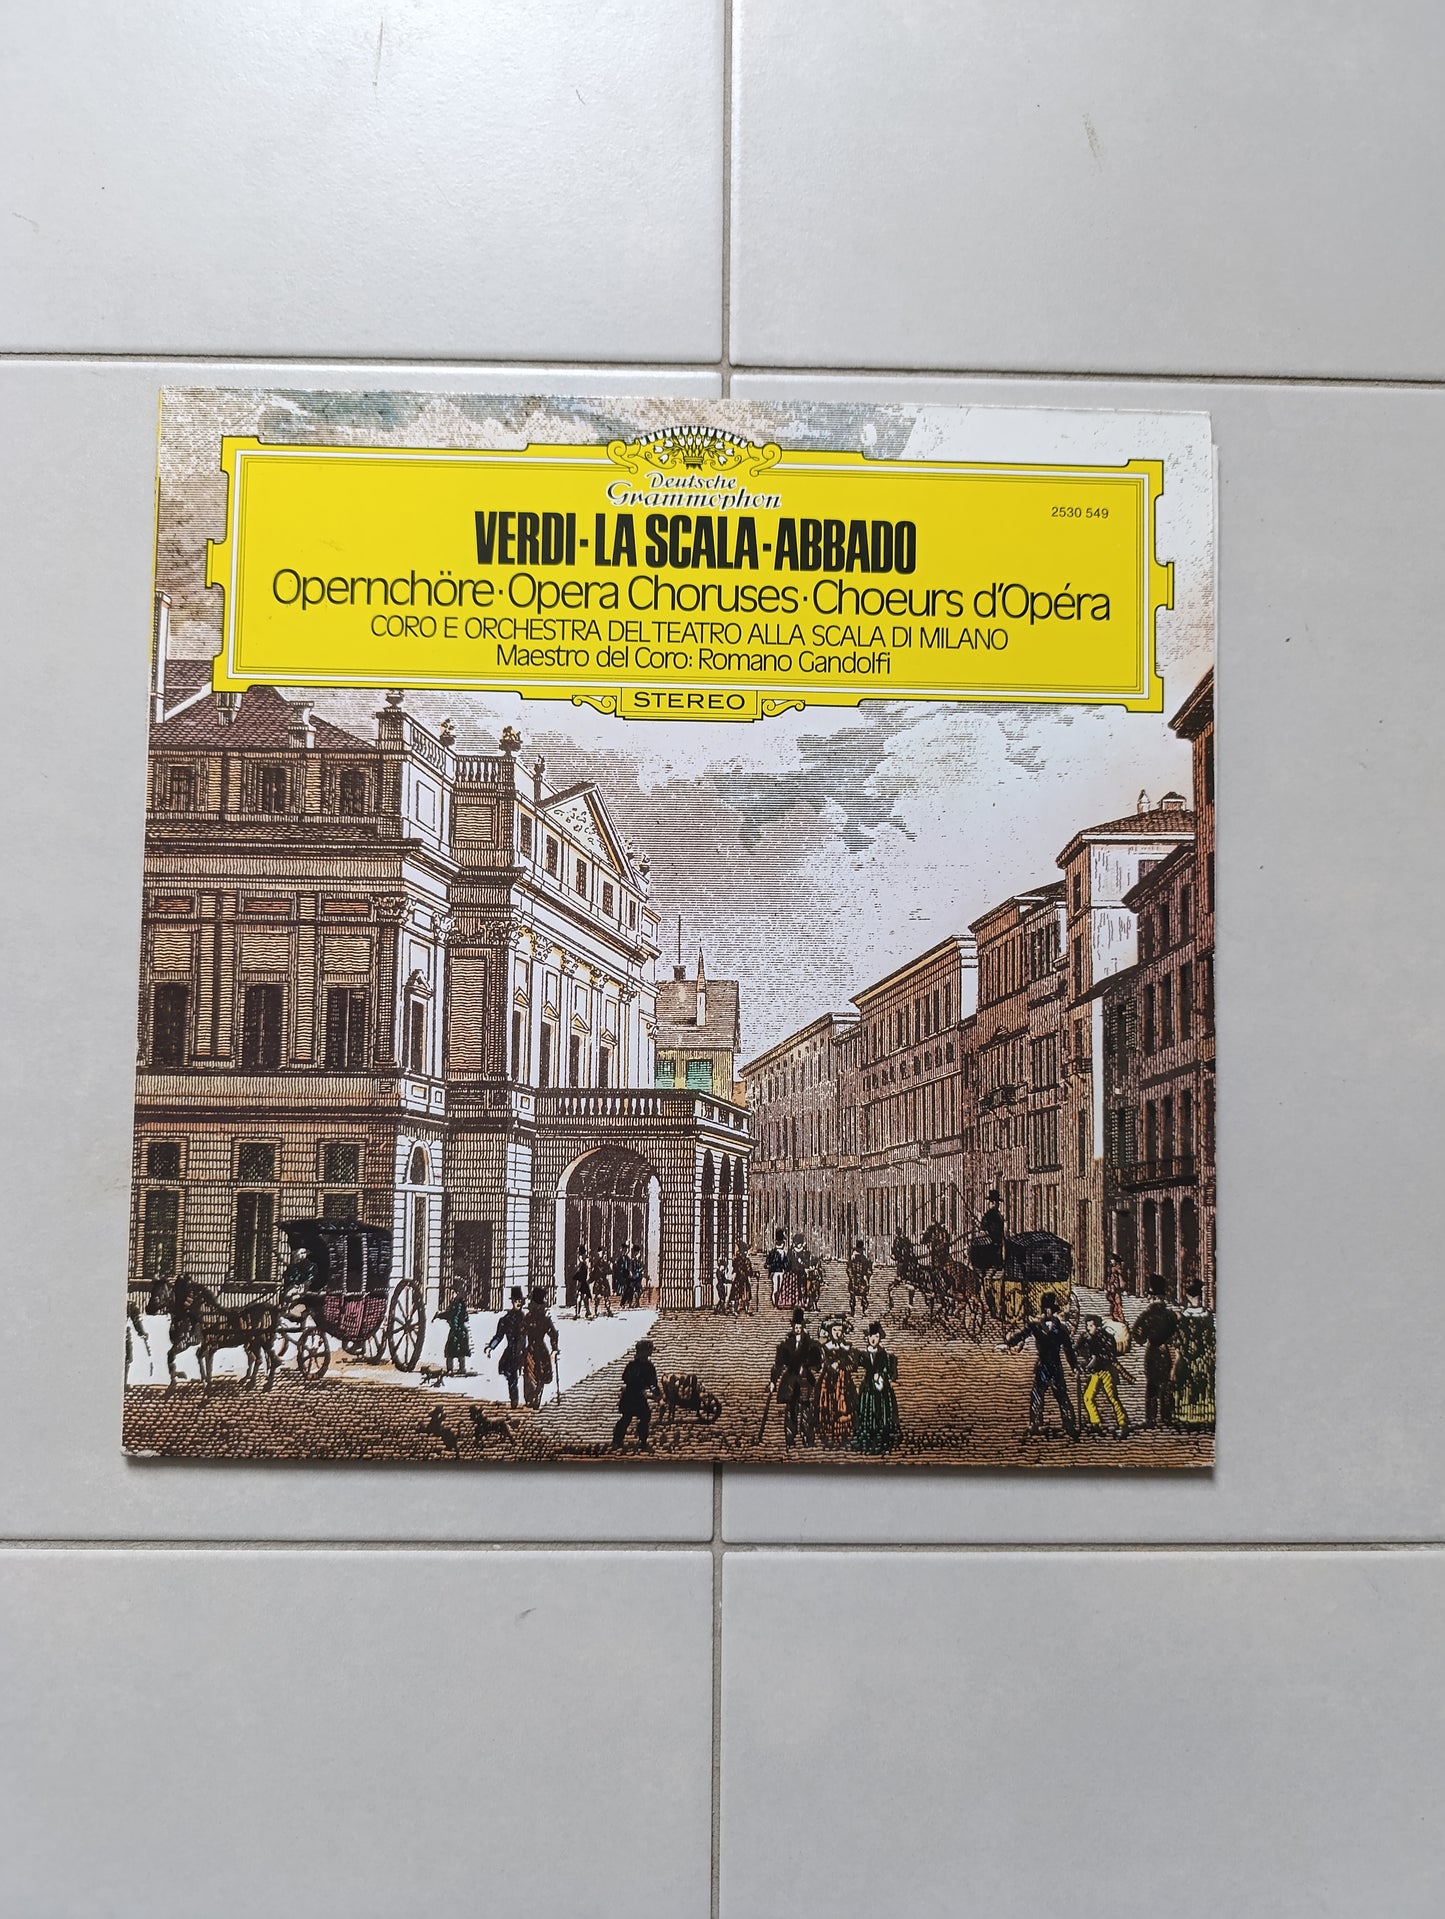 Deutsche
Grammophon
2530 549
VERDI·LA SCALA·ABBADO
Opernchöre·Opera Choruses·Choeurs d'Opéra
CORO E ORCHESTRA DEL TEATRO ALLA SCALA DI MILANO
Maestro del Coro: Romano Gandolfi
STEREO